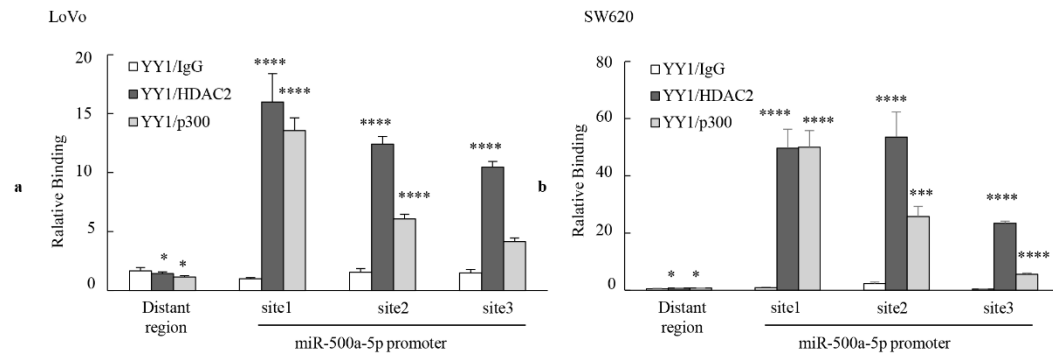 LoVo
20
15
10
5
0
Ralative Binding
a
YY1/IgG
YY1/HDAC2
YY1/p300
****
****
****
****
****
*
*
Distant
region
site1
site2
site3
miR-500a-5p promoter
SW620
80
60
40
20
0
Ralative Binding
b
YY1/IgG
YY1/HDAC2
YY1/p300
****
****
****
***
****
****
*
*
Distant
region
site1
site2
site3
miR-500a-5p promoter